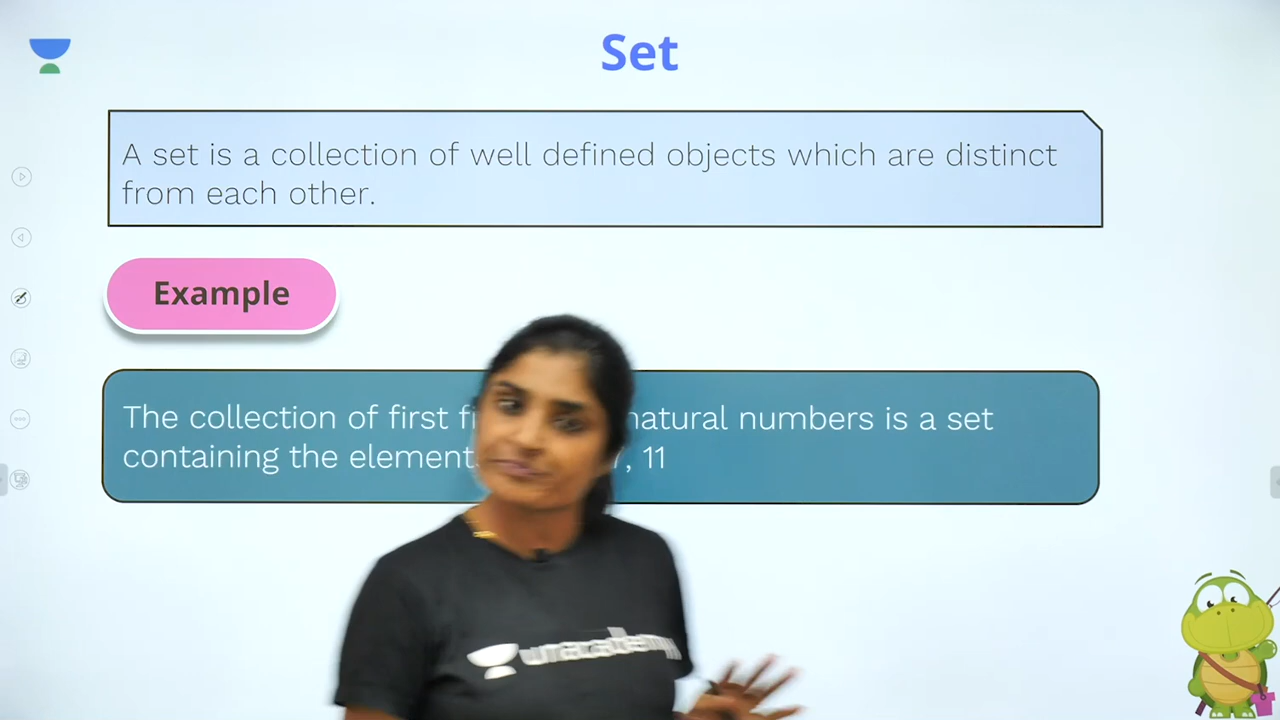 Set
A set is a collection of well defined objects which are distinct
from each other.
Example
The collection of first natural numbers is a set
containing the element , 11
unacademy